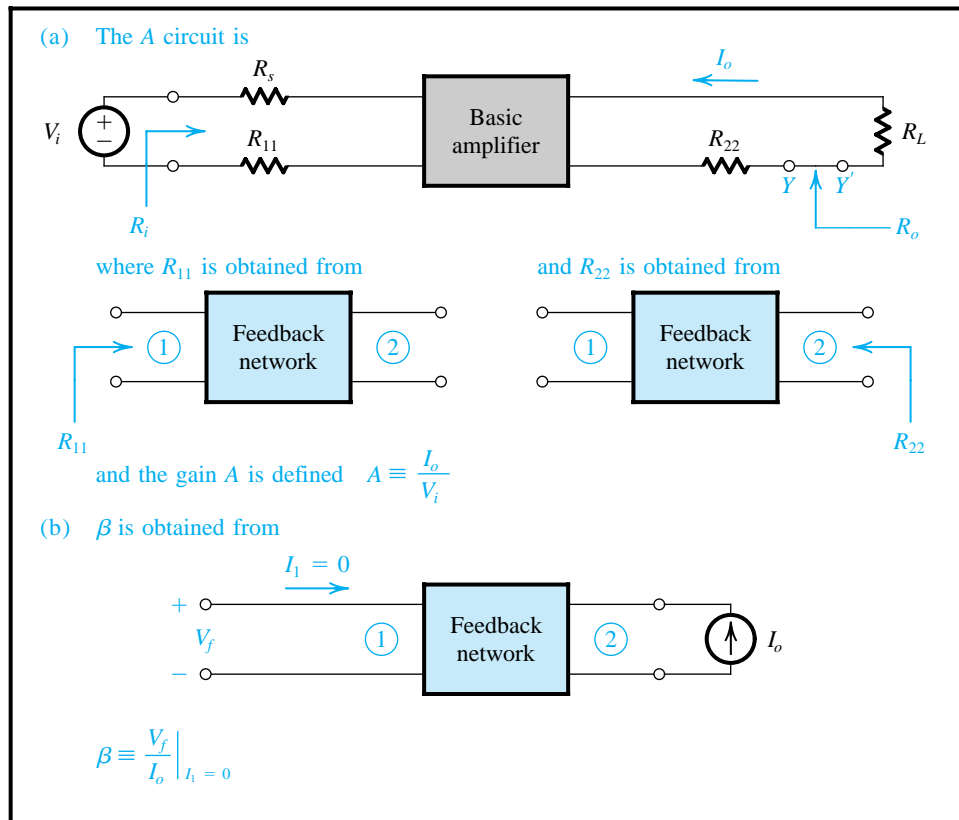 (a) The A circuit is
I_o
R_s
V_i
+
−
R_11
Basic
amplifier
R_22
R_L
Y
Y'
R_i
R_o
where R_11 is obtained from
and R_22 is obtained from
1
Feedback
network
2
1
Feedback
network
2
R_11
R_22
and the gain A is defined A ≡ I_o / V_i
(b) β is obtained from
I_1 = 0
+
V_f
−
1
Feedback
network
2
I_o
β ≡ V_f / I_o |_{I_1 = 0}